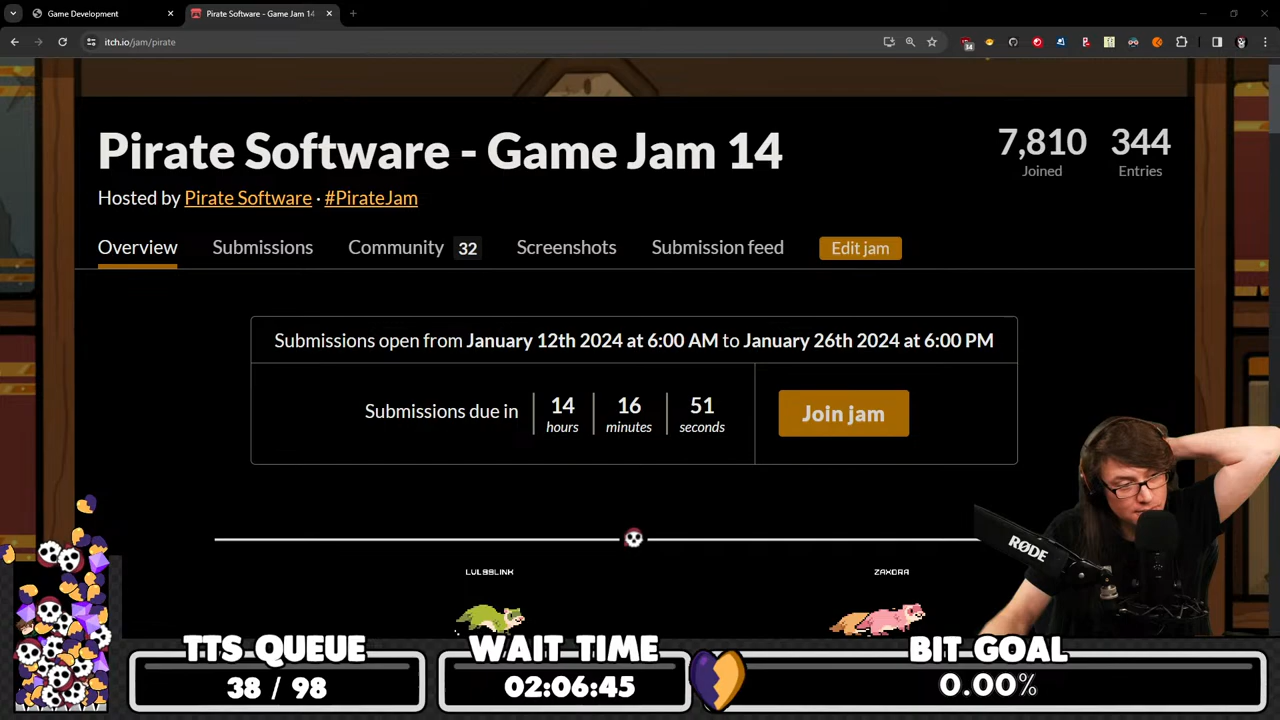 Game Development
Pirate Software - Game Jam 14
itch.io/jam/pirate
34
Pirate Software - Game Jam 14
7,810
Joined
344
Entries
Hosted by Pirate Software · #PirateJam
Overview
Submissions
Community 32
Screenshots
Submission feed
Edit jam
Submissions open from January 12th 2024 at 6:00 AM to January 26th 2024 at 6:00 PM
Submissions due in
14
hours
16
minutes
51
seconds
Join jam
RØDE
LULBBLINK
ZAXDRA
TTS QUEUE
38 / 98
WAIT TIME
02:06:45
BIT GOAL
0.00%